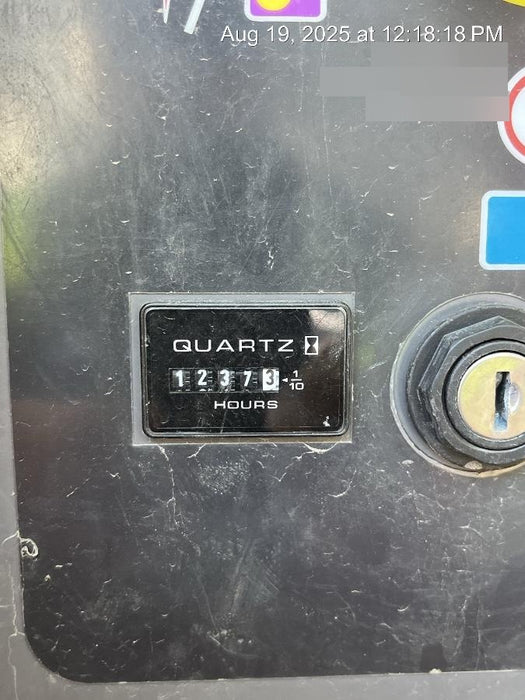 Aug 19, 2025 at 12:18:18 PM
QUARTZ
1 2 3 7 3 1/10
HOURS